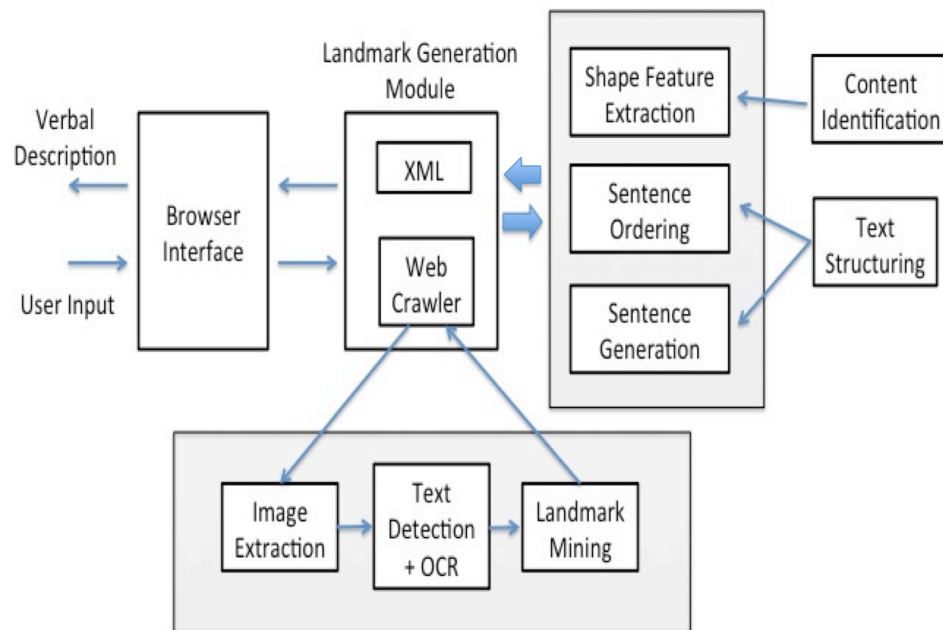 Landmark Generation
Module
Verbal
Description
User Input
Browser
Interface
XML
Web
Crawler
Shape Feature
Extraction
Sentence
Ordering
Sentence
Generation
Content
Identification
Text
Structuring
Image
Extraction
Text
Detection
+ OCR
Landmark
Mining